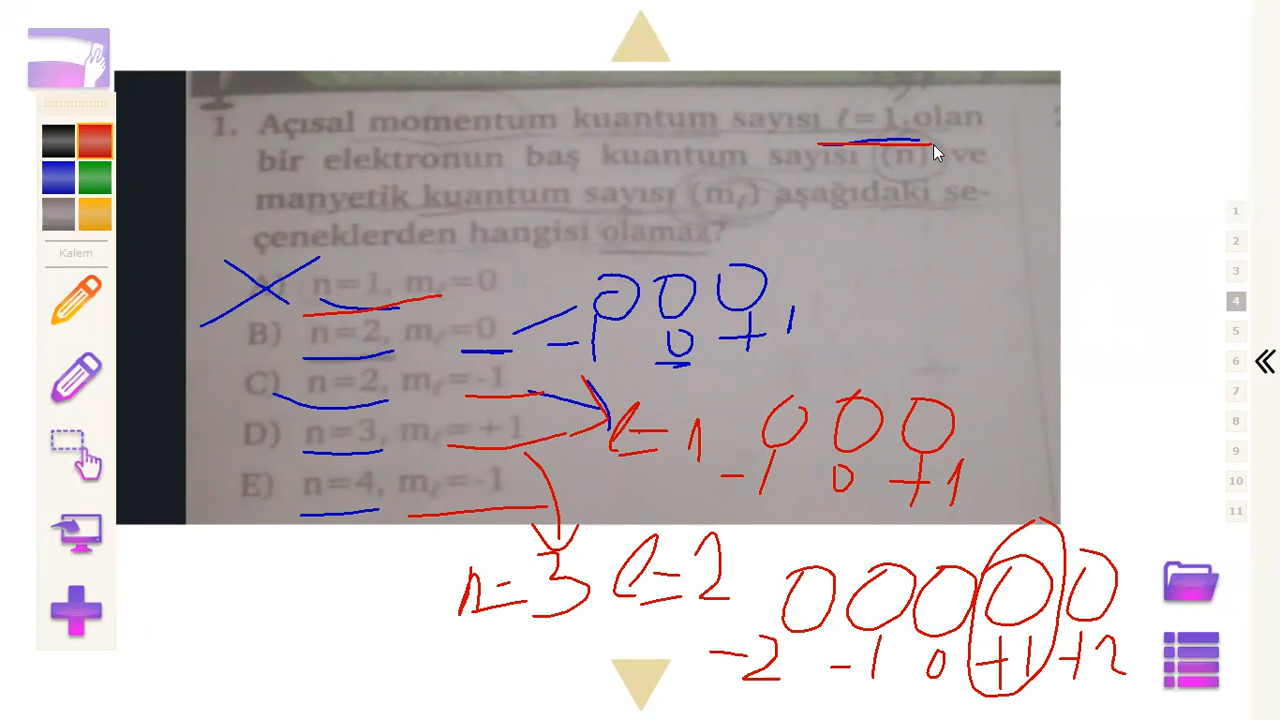 1. Açısal momentum kuantum sayısı ℓ=1 olan
bir elektronun baş kuantum sayısı (n) ve
manyetik kuantum sayısı (mℓ) aşağıdaki se-
çeneklerden hangisi olamaz?
A) n=1, mℓ=0
B) n=2, mℓ=0
C) n=2, mℓ=-1
D) n=3, mℓ=+1
E) n=4, mℓ=-1
-1 0 +1
ℓ=1
-1 0 +1
n=3 ℓ=2
-2 -1 0 +1 +2
Kalem
1
2
3
4
5
6
7
8
9
10
11